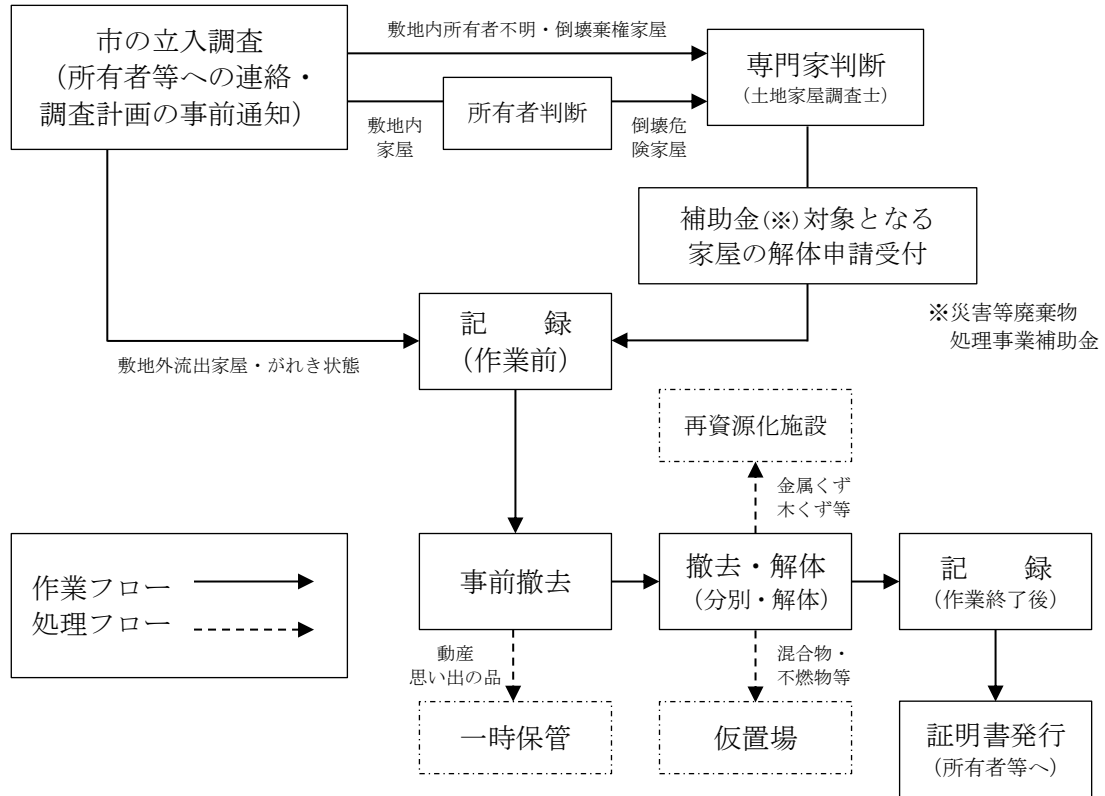 市の立入調査
（所有者等への連絡・
調査計画の事前通知）
敷地内所有者不明・倒壊棄権家屋
敷地内
家屋
所有者判断
倒壊危
険家屋
専門家判断
（土地家屋調査士）
補助金(※)対象となる
家屋の解体申請受付
※災害等廃棄物
処理事業補助金
敷地外流出家屋・がれき状態
記　録
（作業前）
再資源化施設
金属くず
木くず等
作業フロー
処理フロー
事前撤去
撤去・解体
（分別・解体）
記　録
（作業終了後）
動産
思い出の品
混合物・
不燃物等
一時保管
仮置場
証明書発行
（所有者等へ）